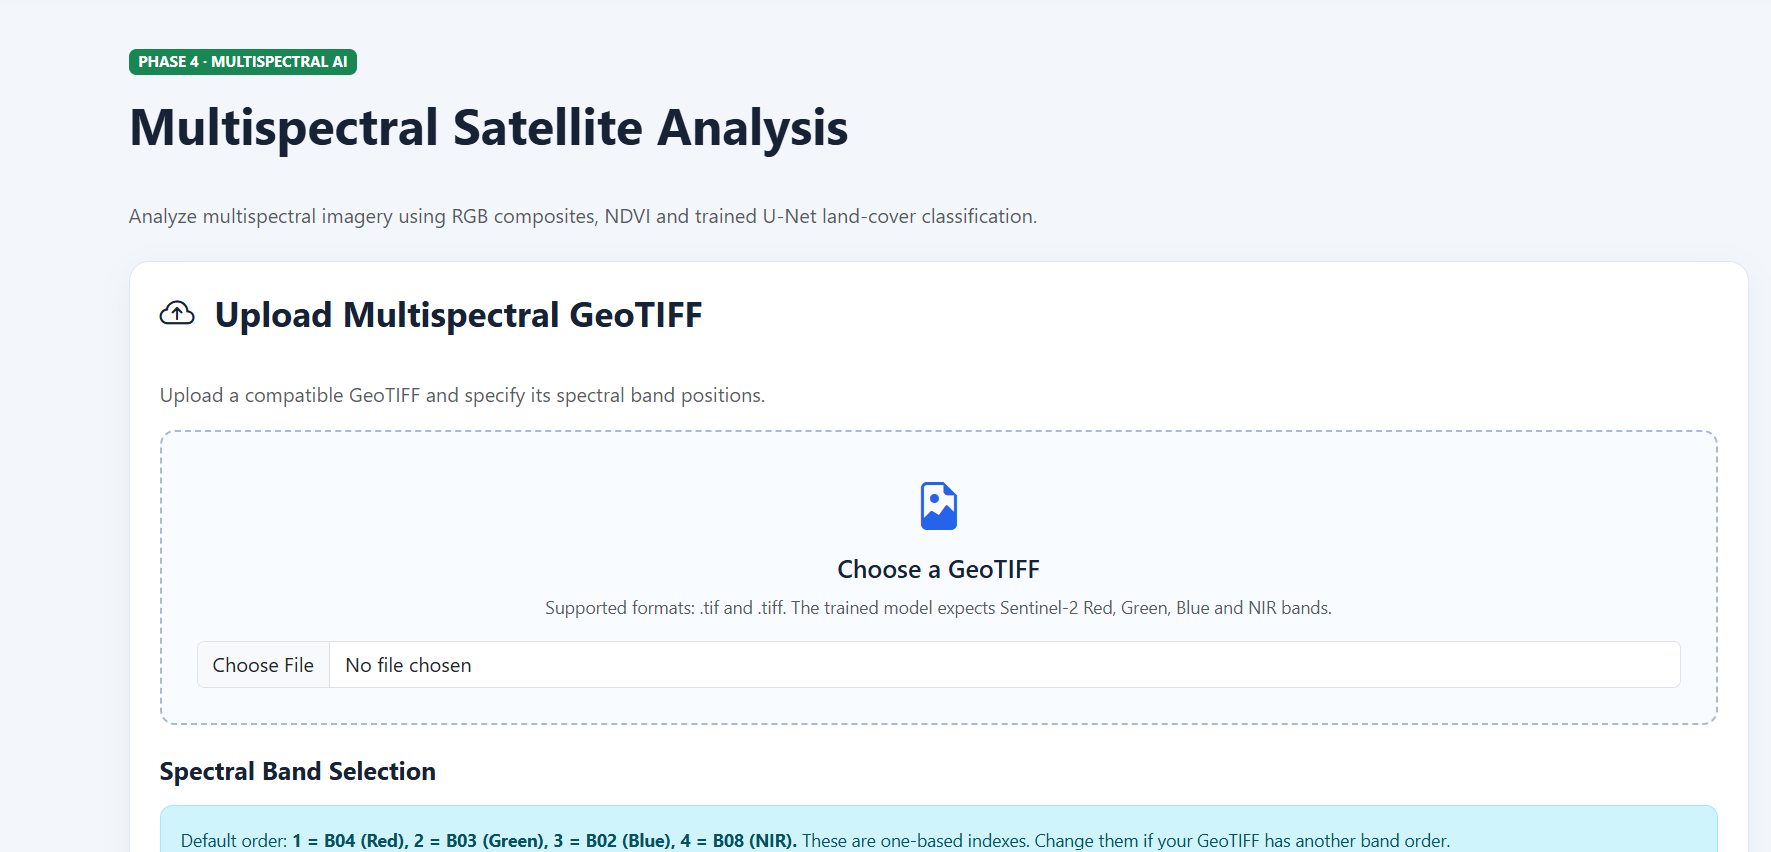 PHASE 4 · MULTISPECTRAL AI
Multispectral Satellite Analysis
Analyze multispectral imagery using RGB composites, NDVI and trained U-Net land-cover classification.
Upload Multispectral GeoTIFF
Upload a compatible GeoTIFF and specify its spectral band positions.
Choose a GeoTIFF
Supported formats: .tif and .tiff. The trained model expects Sentinel-2 Red, Green, Blue and NIR bands.
Choose File No file chosen
Spectral Band Selection
Default order: 1 = B04 (Red), 2 = B03 (Green), 3 = B02 (Blue), 4 = B08 (NIR). These are one-based indexes. Change them if your GeoTIFF has another band order.